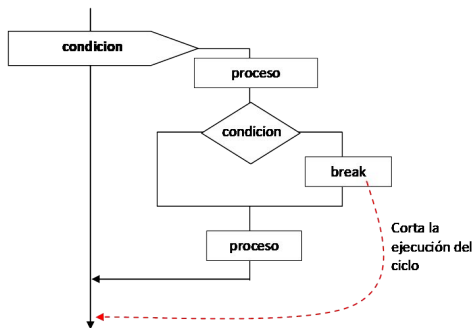 condicion
proceso
condicion
break
proceso
Corta la
ejecución del
ciclo